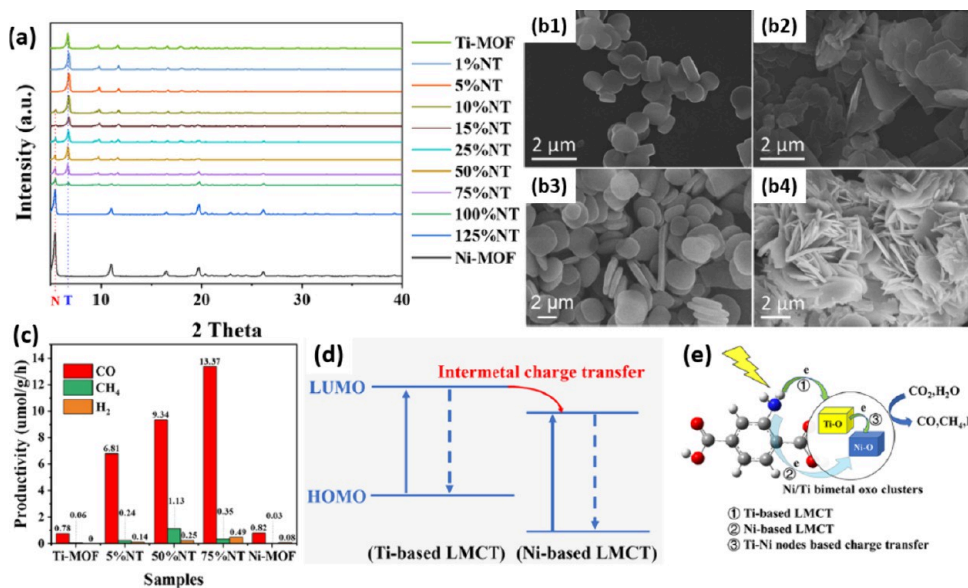 (a)
Intensity (a.u.)
Ti-MOF
1%NT
5%NT
10%NT
15%NT
25%NT
50%NT
75%NT
100%NT
125%NT
Ni-MOF
N T 10 20 30 40
2 Theta
(b1)
2 μm
(b2)
2 μm
(b3)
2 μm
(b4)
2 μm
(c)
Productivity (umol/g/h)
14
12
10
8
6
4
2
0
CO
CH4
H2
0.78 0.06 0
6.81 0.24 0.14
9.34 1.13 0.25
13.57 0.35 0.49
0.82 0.03 0.08
Ti-MOF 5%NT 50%NT 75%NT Ni-MOF
Samples
(d)
Intermetal charge transfer
LUMO
HOMO
(Ti-based LMCT) (Ni-based LMCT)
(e)
e
①
CO2,H2O
Ti-O
e
③
Ni-O
CO,CH4,
e
②
Ni/Ti bimetal oxo clusters
① Ti-based LMCT
② Ni-based LMCT
③ Ti-Ni nodes based charge transfer